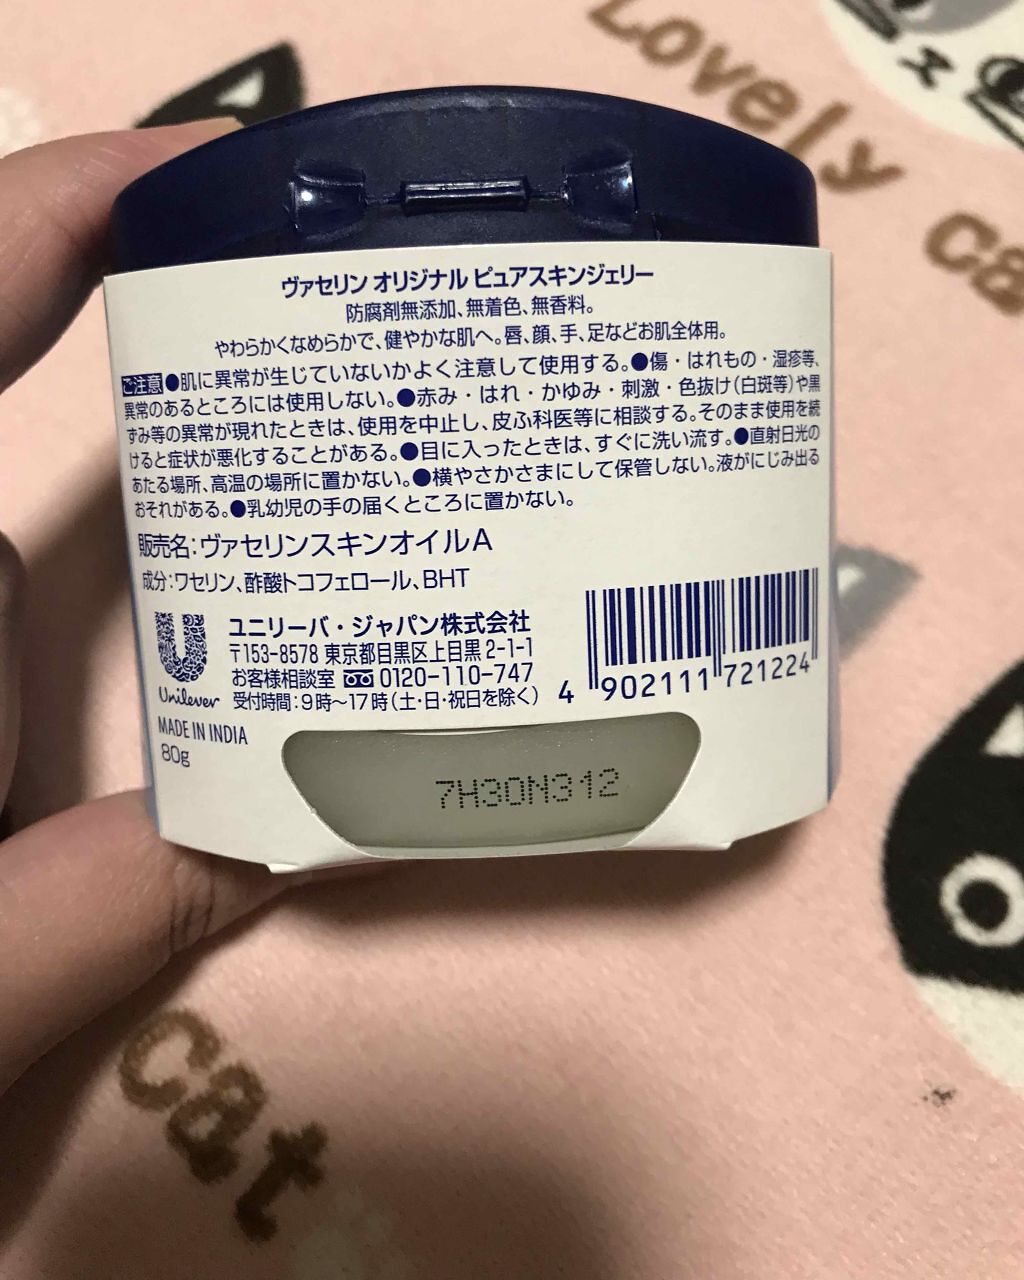 Lovely
ca
ヴァセリン オリジナル ピュアスキンジェリー
防腐剤無添加、無着色、無香料。
やわらかくなめらかで、健やかな肌へ。唇、顔、手、足などお肌全体用。
ご注意●肌に異常が生じていないかよく注意して使用する。●傷・はれもの・湿疹等、
異常のあるところには使用しない。●赤み・はれ・かゆみ・刺激・色抜け(白斑等)や黒
ずみ等の異常が現れたときは、使用を中止し、皮ふ科医等に相談する。そのまま使用を続
けると症状が悪化することがある。●目に入ったときは、すぐに洗い流す。●直射日光の
あたる場所、高温の場所に置かない。●横やさかさまにして保管しない。液がにじみ出る
おそれがある。●乳幼児の手の届くところに置かない。
販売名:ヴァセリンスキンオイルA
成分:ワセリン、酢酸トコフェロール、BHT
Unilever
ユニリーバ・ジャパン株式会社
〒153-8578 東京都目黒区上目黒2-1-1
お客様相談室 0120-110-747
受付時間:9時〜17時(土・日・祝日を除く)
4 902111 721224
MADE IN INDIA
80g
7H30N312
Cat